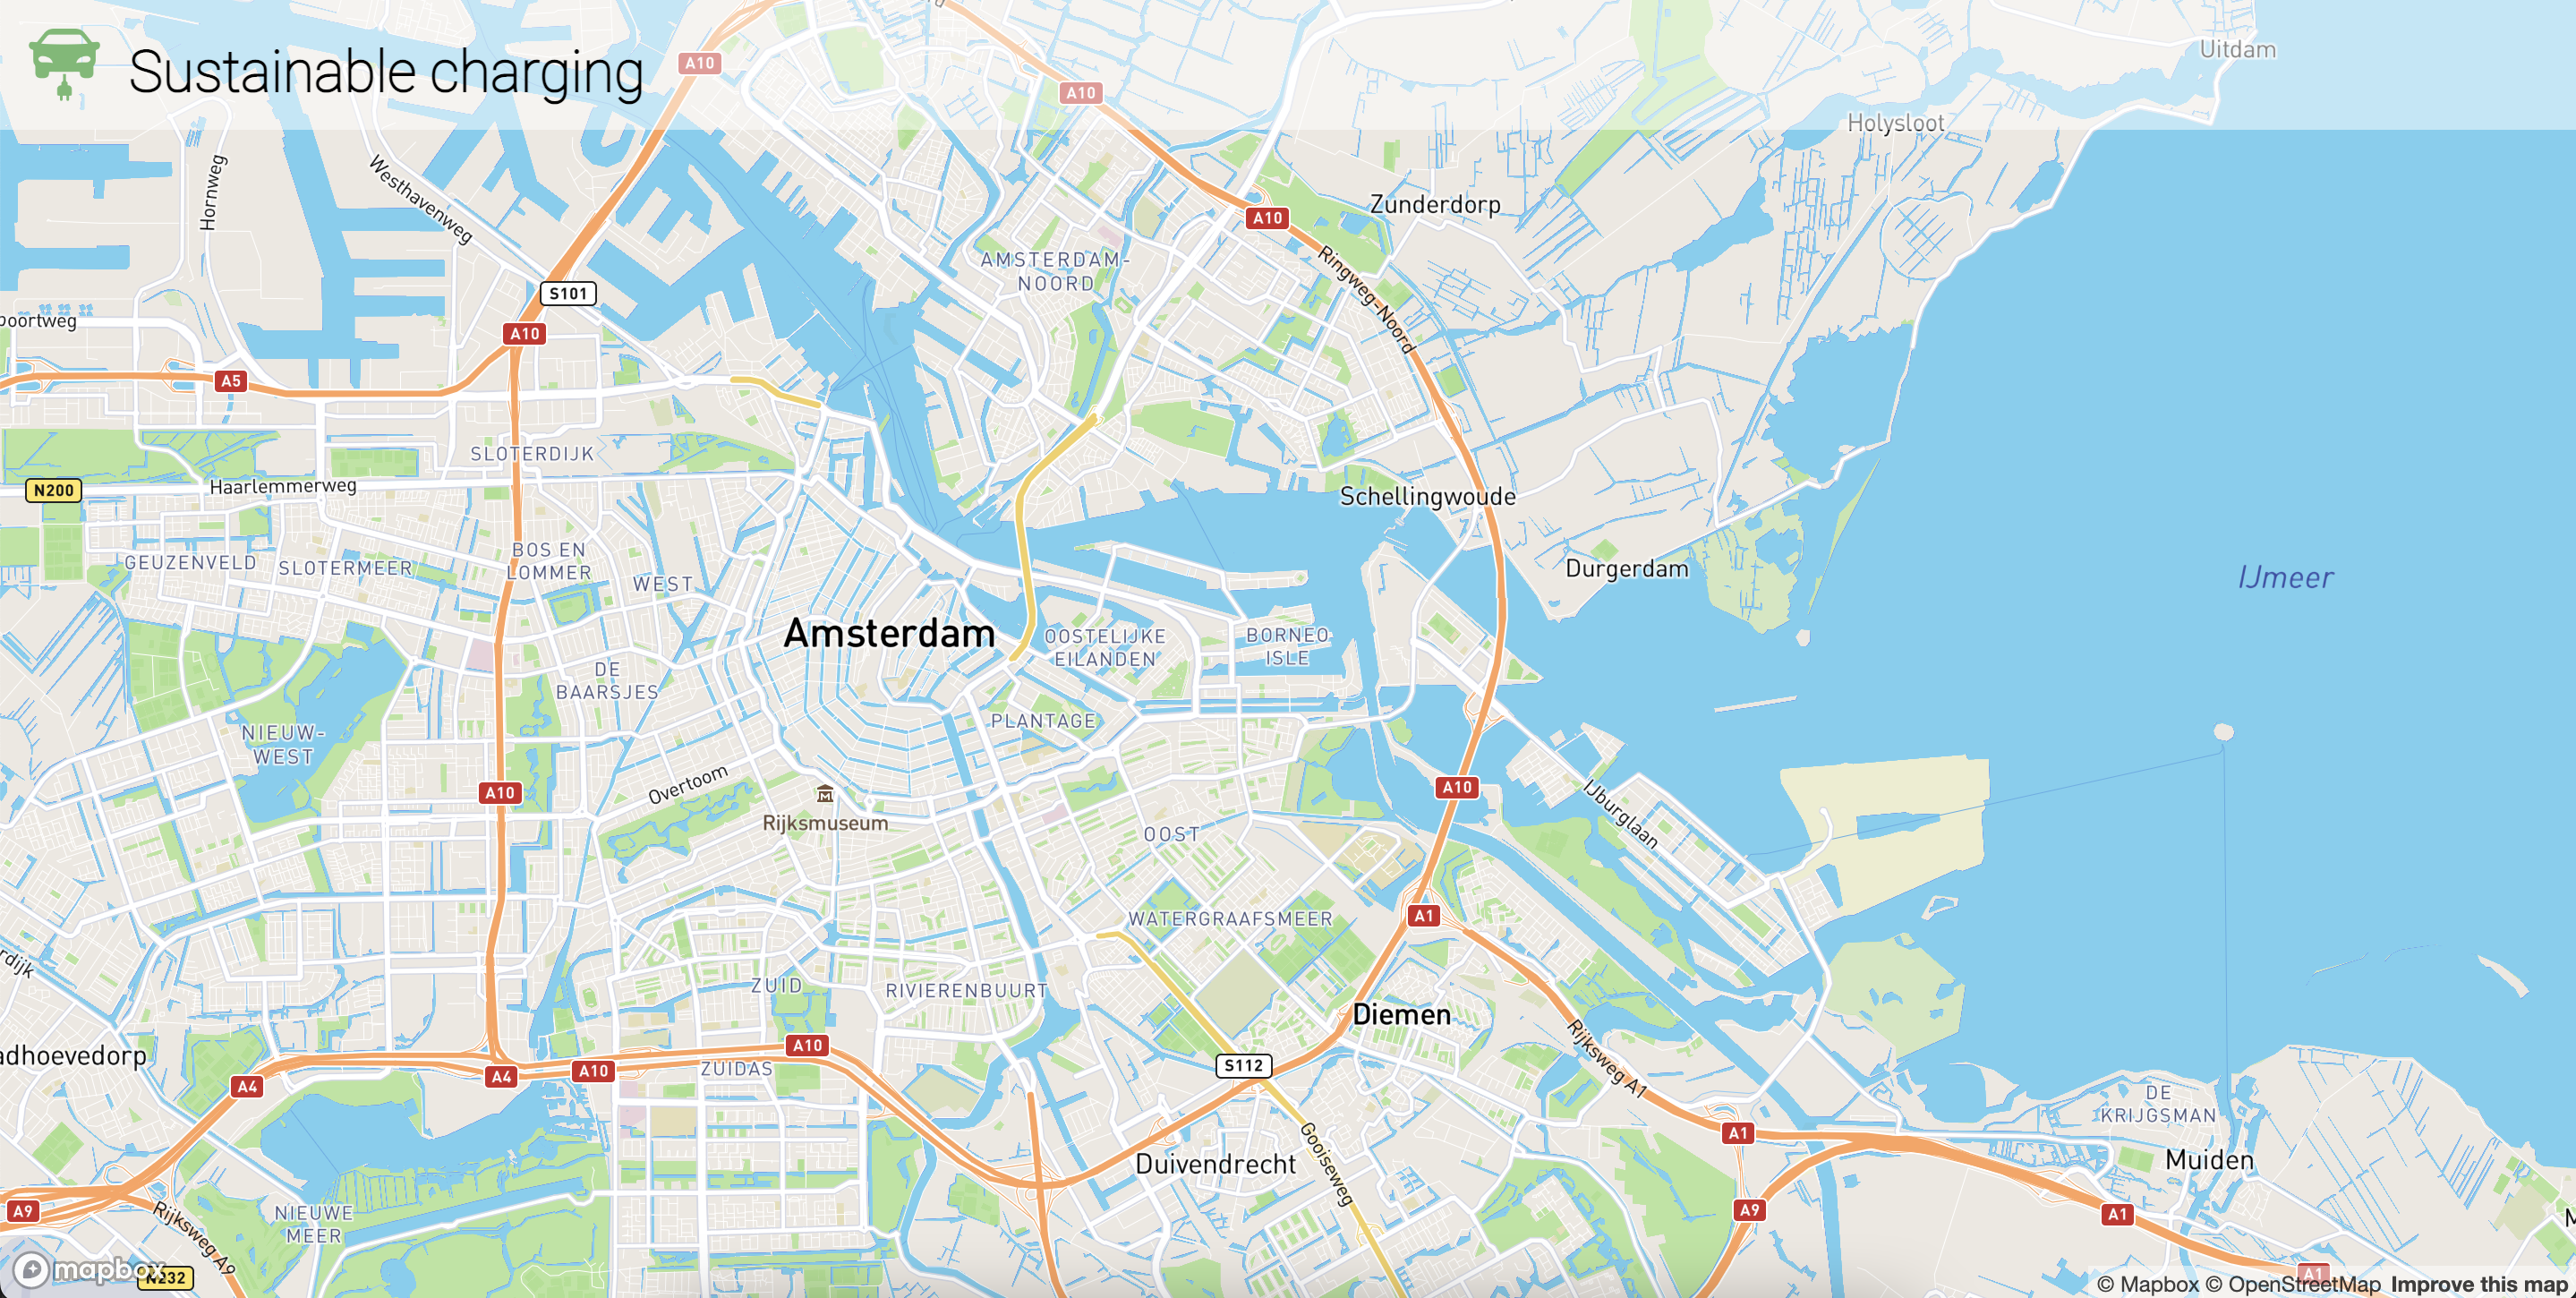 Sustainable charging
A10
A10
Uitdam
Holysloot
Hornweg
Westhavenweg
Zunderdorp
A10
Ringweg-Noord
AMSTERDAM-
NOORD
S101
poortweg
A10
A5
SLOTERDIJK
N200
Haarlemmerweg
Schellingwoude
GEUZENVELD
SLOTERMEER
BOS EN
LOMMER
WEST
Durgerdam
IJmeer
Amsterdam
OOSTELIJKE
EILANDEN
BORNEO
ISLE
DE
BAARSJES
PLANTAGE
NIEUW-
WEST
A10
Overtoom
Rijksmuseum
A10
IJburglaan
OOST
A1
WATERGRAAFSMEER
rdijk
ZUID
RIVIERENBUURT
Diemen
Rijksweg A1
adhoevedorp
A4
A4
A10
A10
ZUIDAS
S112
DE
KRIJGSMAN
A1
Gooiseweg
Duivendrecht
Muiden
A9
Rijksweg A9
NIEUWE
MEER
A9
A1
M
mapbox
N232
A1
© Mapbox © OpenStreetMap Improve this map